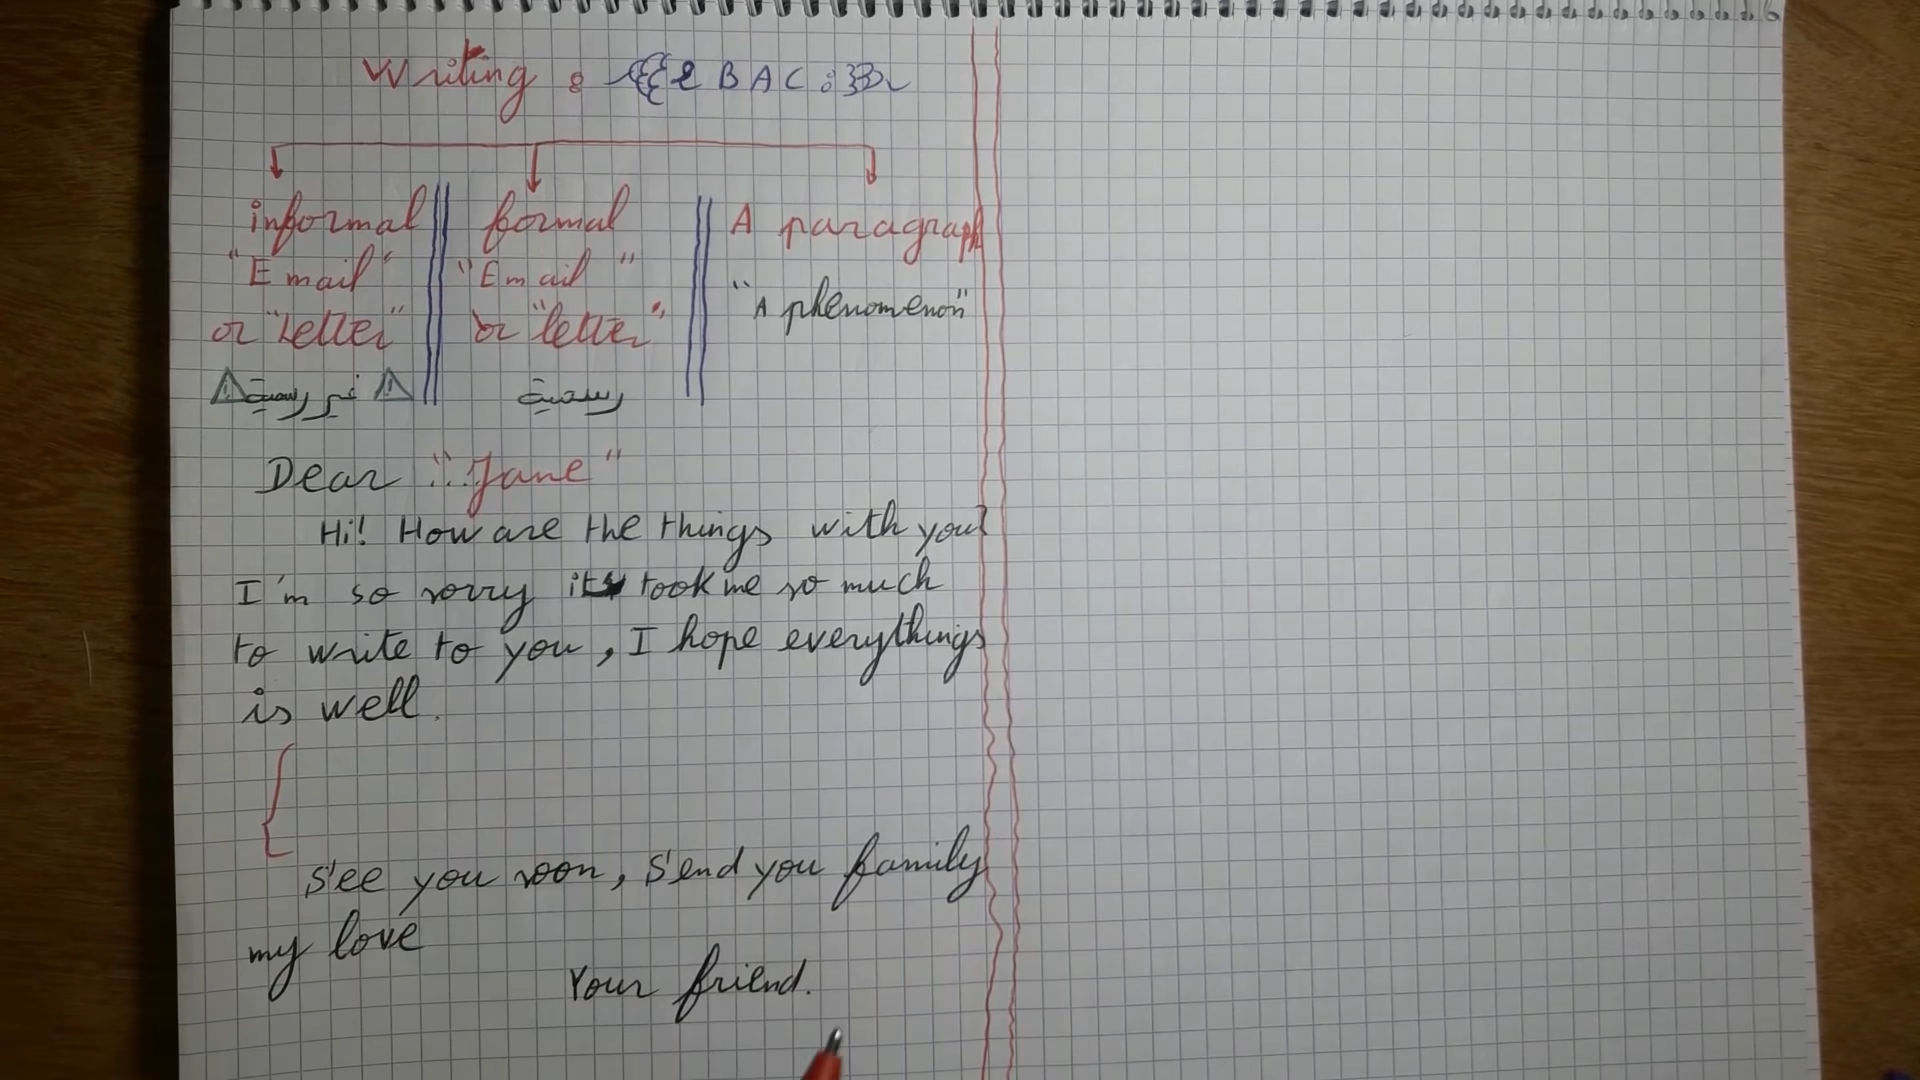 Writing : 2 BAC :
informal
"Email"
or "Letter"
غير رسمية
formal
"Email"
or "letter"
رسمية
A paragraph
"A phenomenon"
Dear "...Jane"
Hi! How are the things with you?
I'm so sorry it took me so much
to write to you, I hope everythings
is well.
See you soon, Send you family
my love
Your friend.